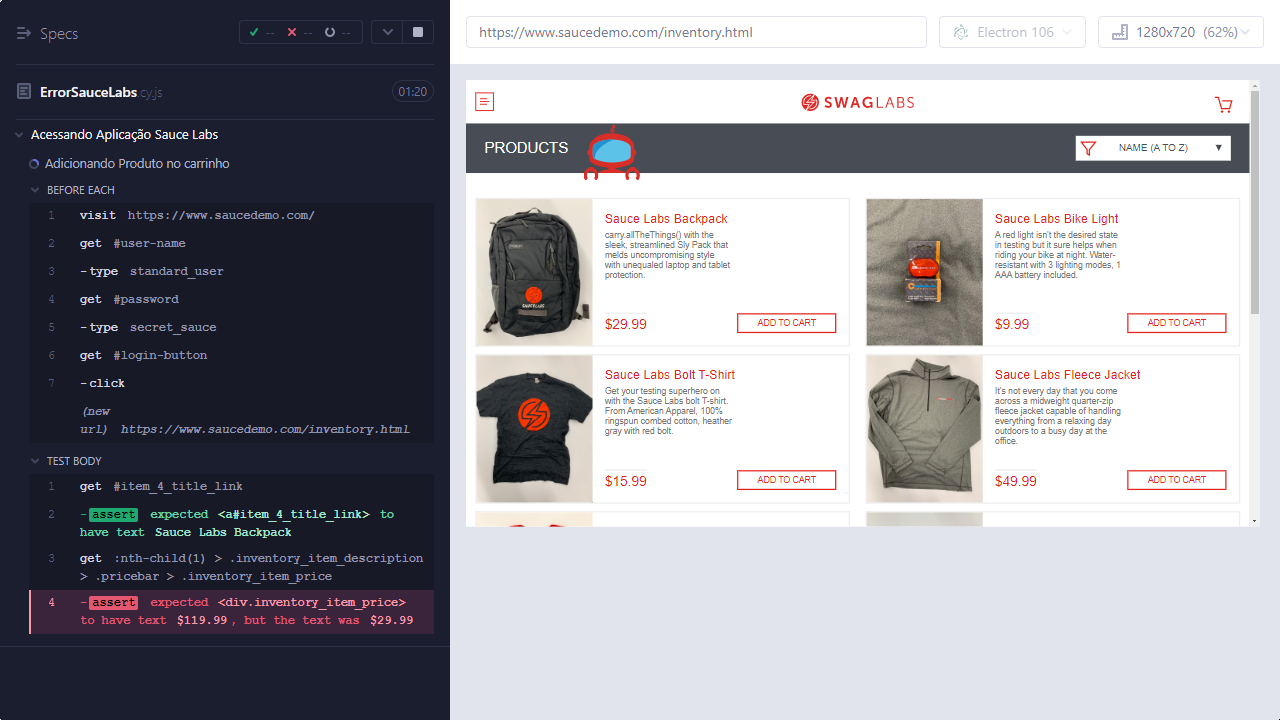 Specs
--
--
--
ErrorSauceLabs cy.js
01:20
Acessando Aplicação Sauce Labs
Adicionando Produto no carrinho
BEFORE EACH
1 visit https://www.saucedemo.com/
2 get #user-name
3 -type standard_user
4 get #password
5 -type secret_sauce
6 get #login-button
7 -click
(new
url) https://www.saucedemo.com/inventory.html
TEST BODY
1 get #item_4_title_link
2 -assert expected <a#item_4_title_link> to
have text Sauce Labs Backpack
3 get :nth-child(1) > .inventory_item_description
> .pricebar > .inventory_item_price
4 -assert expected <div.inventory_item_price>
to have text $119.99, but the text was $29.99
https://www.saucedemo.com/inventory.html
Electron 106
1280x720 (62%)
SWAGLABS
PRODUCTS
NAME (A TO Z)
Sauce Labs Backpack
carry.allTheThings() with the
sleek, streamlined Sly Pack that
melds uncompromising style
with unequaled laptop and tablet
protection.
$29.99
ADD TO CART
Sauce Labs Bike Light
A red light isn't the desired state
in testing but it sure helps when
riding your bike at night. Water-
resistant with 3 lighting modes, 1
AAA battery included.
$9.99
ADD TO CART
Sauce Labs Bolt T-Shirt
Get your testing superhero on
with the Sauce Labs bolt T-shirt.
From American Apparel, 100%
ringspun combed cotton, heather
gray with red bolt.
$15.99
ADD TO CART
Sauce Labs Fleece Jacket
It's not every day that you come
across a midweight quarter-zip
fleece jacket capable of handling
everything from a relaxing day
outdoors to a busy day at the
office.
$49.99
ADD TO CART